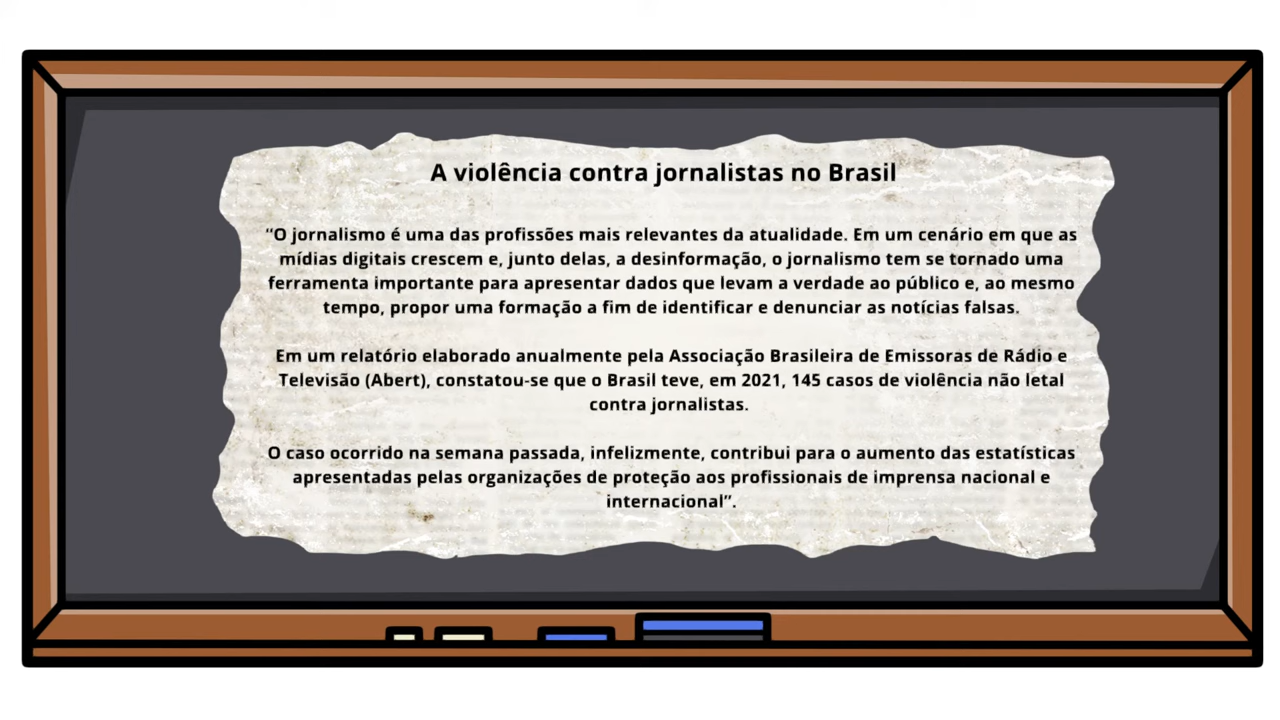 A violência contra jornalistas no Brasil
“O jornalismo é uma das profissões mais relevantes da atualidade. Em um cenário em que as
mídias digitais crescem e, junto delas, a desinformação, o jornalismo tem se tornado uma
ferramenta importante para apresentar dados que levam a verdade ao público e, ao mesmo
tempo, propor uma formação a fim de identificar e denunciar as notícias falsas.
Em um relatório elaborado anualmente pela Associação Brasileira de Emissoras de Rádio e
Televisão (Abert), constatou-se que o Brasil teve, em 2021, 145 casos de violência não letal
contra jornalistas.
O caso ocorrido na semana passada, infelizmente, contribui para o aumento das estatísticas
apresentadas pelas organizações de proteção aos profissionais de imprensa nacional e
internacional”.